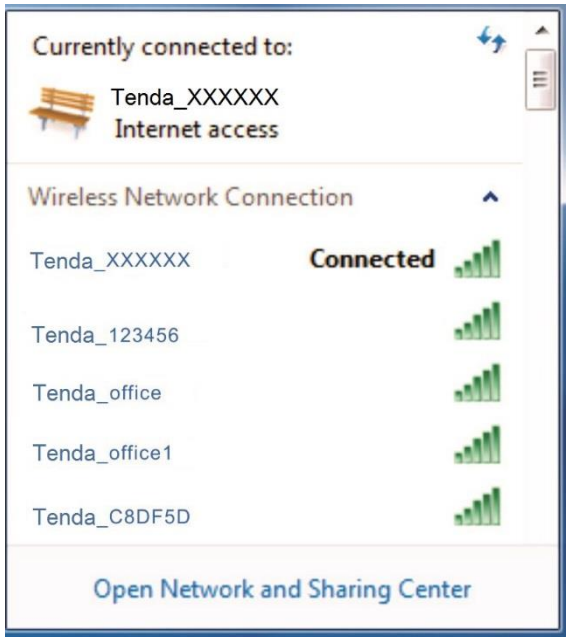 Currently connected to:
Tenda_XXXXXX
Internet access
Wireless Network Connection
Tenda_XXXXXX Connected
Tenda_123456
Tenda_office
Tenda_office1
Tenda_C8DF5D
Open Network and Sharing Center